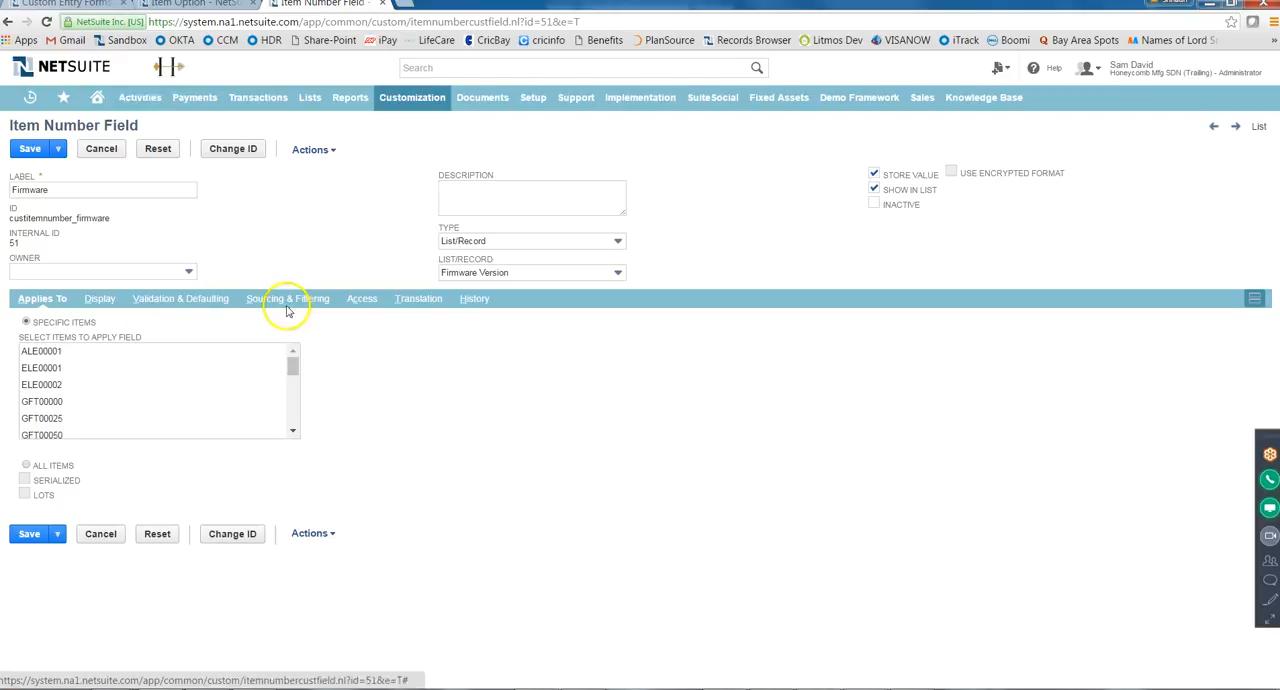 Custom Entry Form ×
Item Option - NetS ×
Item Number Field - ×
NetSuite Inc. [US] https://system.na1.netsuite.com/app/common/custom/itemnumbercustfield.nl?id=51&e=T
Apps Gmail Sandbox OKTA CCM HDR Share-Point iPay LifeCare CricBay cricinfo Benefits PlanSource Records Browser Litmos Dev VISANOW iTrack Boomi Bay Area Spots Names of Lord S
NETSUITE
Search
Help
Sam David
Honeycomb Mfg SDN (Trailing) - Administrator
Activities Payments Transactions Lists Reports Customization Documents Setup Support Implementation SuiteSocial Fixed Assets Demo Framework Sales Knowledge Base
Item Number Field
List
Save Cancel Reset Change ID Actions
LABEL *
Firmware
ID
custitemnumber_firmware
INTERNAL ID
51
OWNER
DESCRIPTION
TYPE
List/Record
LIST/RECORD
Firmware Version
STORE VALUE
USE ENCRYPTED FORMAT
SHOW IN LIST
INACTIVE
Applies To Display Validation & Defaulting Sourcing & Filtering Access Translation History
SPECIFIC ITEMS
SELECT ITEMS TO APPLY FIELD
ALE00001
ELE00001
ELE00002
GFT00000
GFT00025
GFT00050
ALL ITEMS
SERIALIZED
LOTS
Save Cancel Reset Change ID Actions
https://system.na1.netsuite.com/app/common/custom/itemnumbercustfield.nl?id=51&e=T#